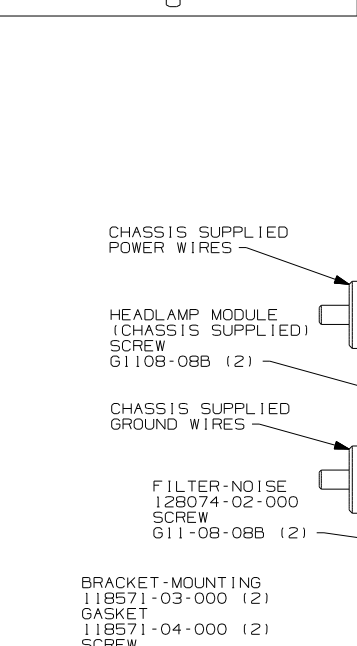 CHASSIS SUPPLIED
POWER WIRES
HEADLAMP MODULE
(CHASSIS SUPPLIED)
SCREW
G1108-08B (2)
CHASSIS SUPPLIED
GROUND WIRES
FILTER-NOISE
128074-02-000
SCREW
G11-08-08B (2)
BRACKET-MOUNTING
118571-03-000 (2)
GASKET
118571-04-000 (2)
SCREW